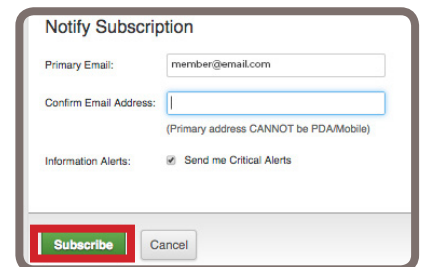 Notify Subscription
Primary Email: member@email.com
Confirm Email Address:
(Primary address CANNOT be PDA/Mobile)
Information Alerts: Send me Critical Alerts
Subscribe Cancel